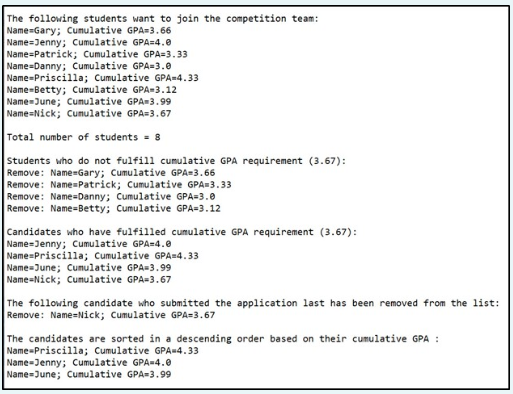 The following students want to join the competition team:
Name=Gary; Cumulative GPA=3.66
Name=Jenny; Cumulative GPA=4.0
Name=Patrick; Cumulative GPA=3.33
Name=Danny; Cumulative GPA=3.0
Name=Priscilla; Cumulative GPA=4.33
Name=Betty; Cumulative GPA=3.12
Name=June; Cumulative GPA=3.99
Name=Nick; Cumulative GPA=3.67
Total number of students = 8
Students who do not fulfill cumulative GPA requirement (3.67):
Remove: Name=Gary; Cumulative GPA=3.66
Remove: Name=Patrick; Cumulative GPA=3.33
Remove: Name=Danny; Cumulative GPA=3.0
Remove: Name=Betty; Cumulative GPA=3.12
Candidates who have fulfilled cumulative GPA requirement (3.67):
Name=Jenny; Cumulative GPA=4.0
Name=Priscilla; Cumulative GPA=4.33
Name=June; Cumulative GPA=3.99
Name=Nick; Cumulative GPA=3.67
The following candidate who submitted the application last has been removed from the list:
Remove: Name=Nick; Cumulative GPA=3.67
The candidates are sorted in a descending order based on their cumulative GPA :
Name=Priscilla; Cumulative GPA=4.33
Name=Jenny; Cumulative GPA=4.0
Name=June; Cumulative GPA=3.99